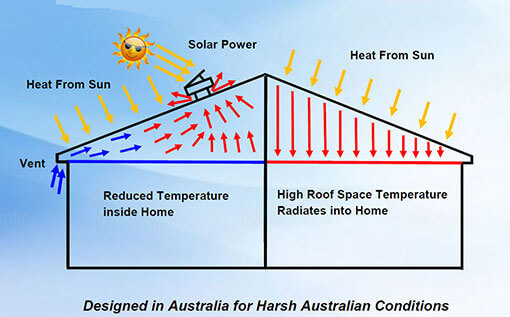 Solar Power
Heat From Sun
Heat From Sun
Vent
Reduced Temperature
inside Home
High Roof Space Temperature
Radiates into Home
Designed in Australia for Harsh Australian Conditions